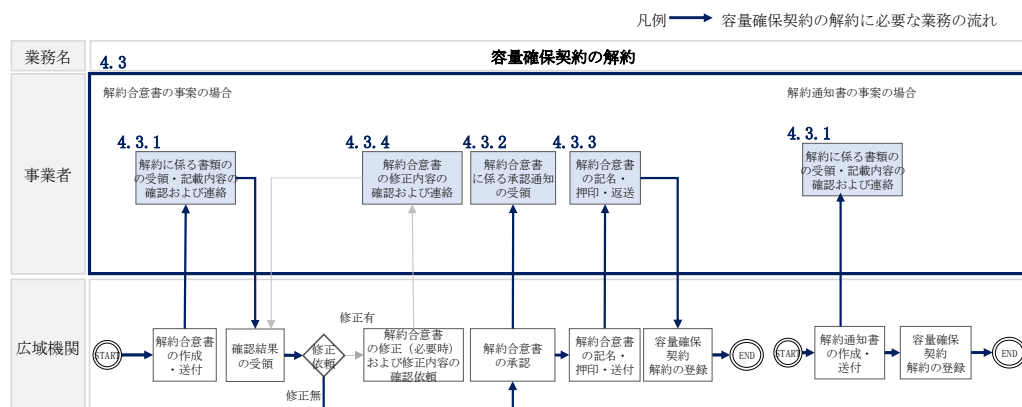 凡例 容量確保契約の解約に必要な業務の流れ
業務名
容量確保契約の解約
4.3
事業者
解約合意書の事案の場合
解約通知書の事案の場合
4.3.1
解約に係る書類の
の受領・記載内容の
確認および連絡
4.3.4
解約合意書
の修正内容の
確認および連絡
4.3.2
解約合意書
に係る承認通知
の受領
4.3.3
解約合意書
の記名・
押印・返送
4.3.1
解約に係る書類の
の受領・記載内容の
確認および連絡
広域機関
START
解約合意書
の作成
・送付
確認結果
の受領
修正
依頼
修正有
修正無
解約合意書
の修正（必要時）
および修正内容の
確認依頼
解約合意書
の承認
解約合意書
の記名・
押印・送付
容量確保
契約
解約の登録
END
START
解約通知書
の作成・
送付
容量確保
契約
解約の登録
END